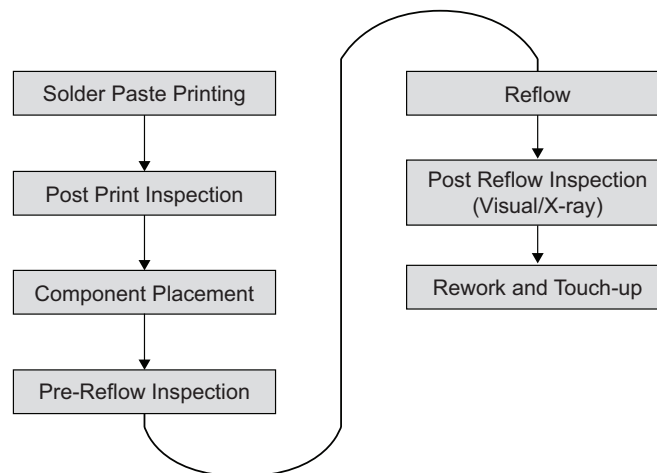 Solder Paste Printing
Post Print Inspection
Component Placement
Pre-Reflow Inspection
Reflow
Post Reflow Inspection
(Visual/X-ray)
Rework and Touch-up